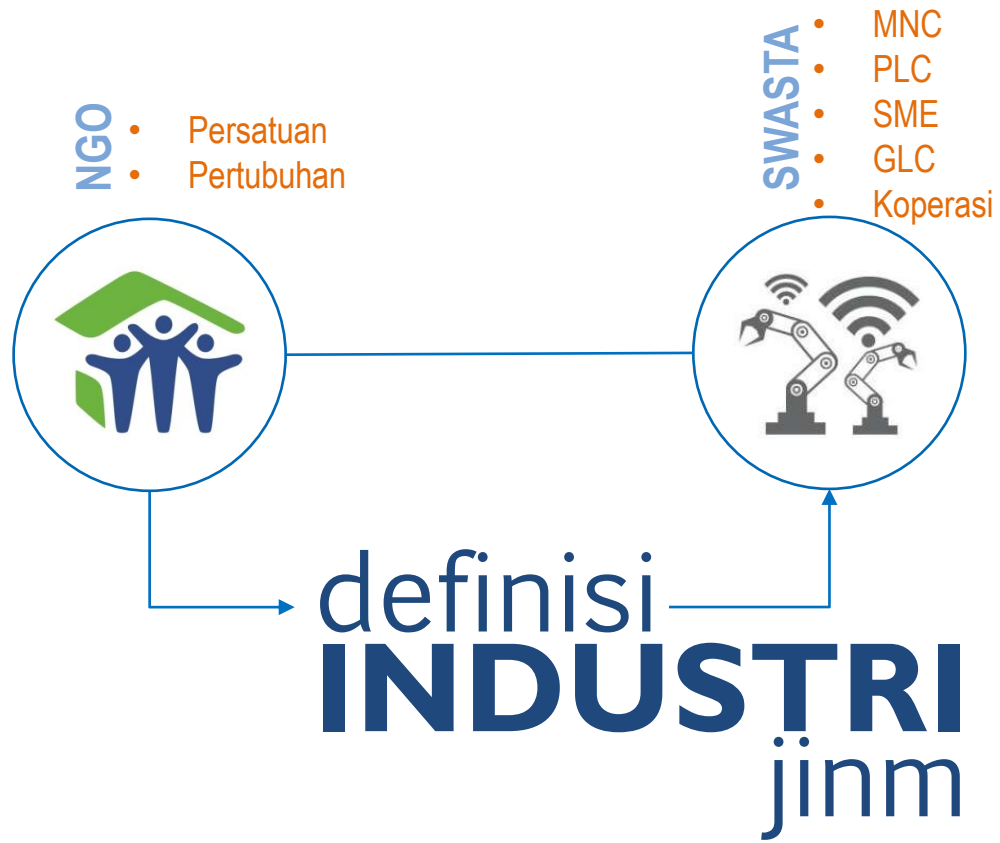 NGO
• Persatuan
• Pertubuhan
SWASTA
• MNC
• PLC
• SME
• GLC
• Koperasi
definisi
INDUSTRI
jinm